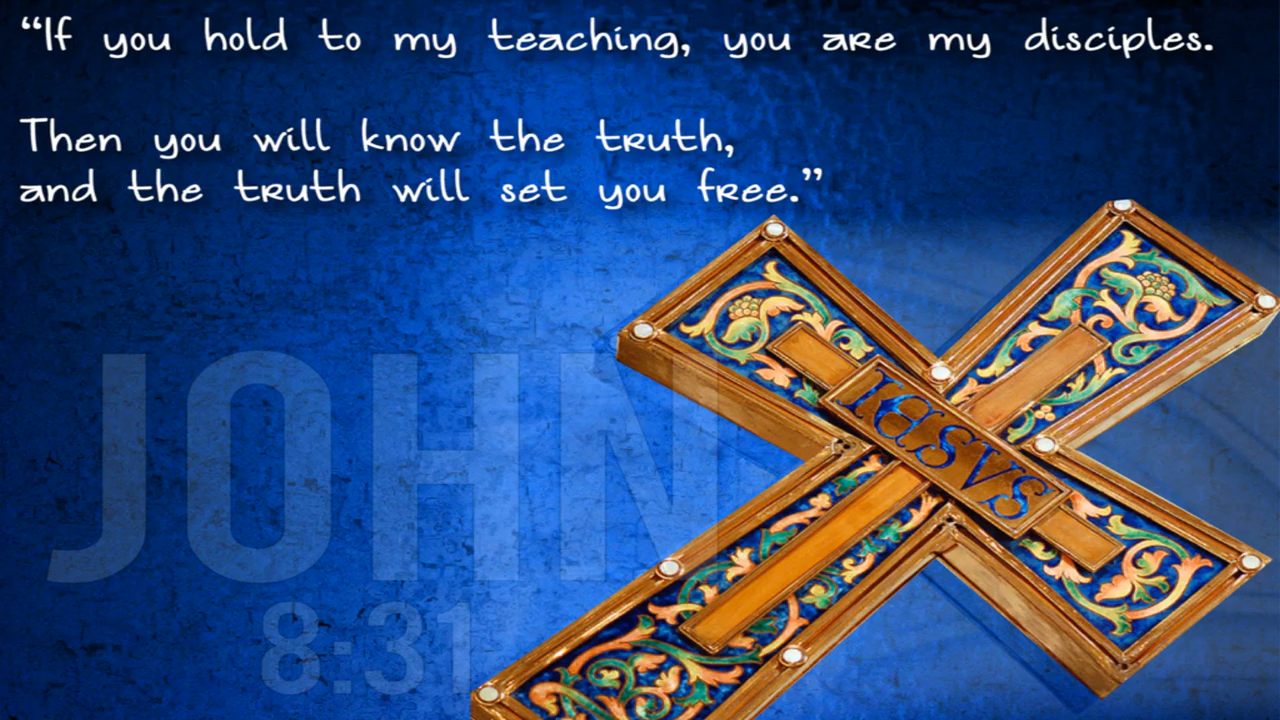 “If you hold to my teaching, you are my disciples.
Then you will know the truth,
and the truth will set you free.”
JOHN
8:31
IESVS